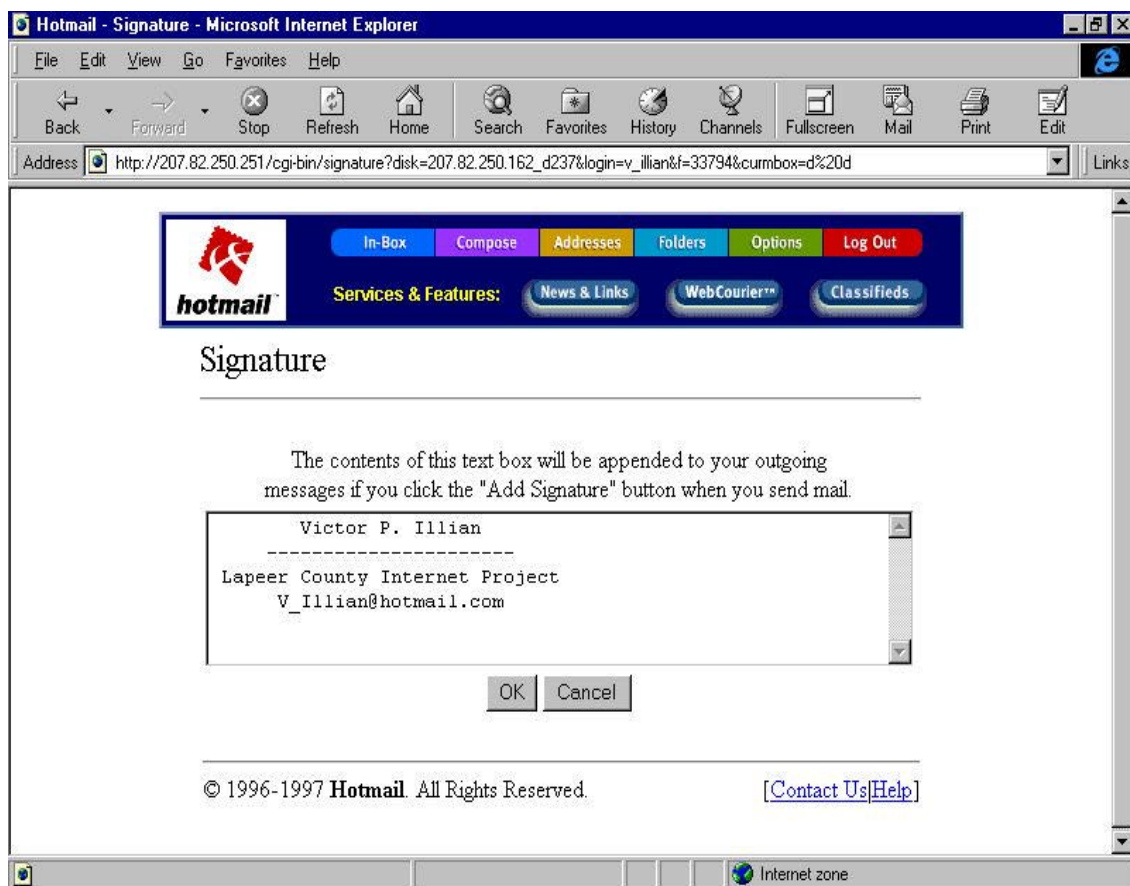 Hotmail - Signature - Microsoft Internet Explorer
File Edit View Go Favorites Help
Back Forward Stop Refresh Home Search Favorites History Channels Fullscreen Mail Print Edit
Address http://207.82.250.251/cgi-bin/signature?disk=207.82.250.162_d237&login=v_illian&f=33794&curmbox=d%20d Links
In-Box Compose Addresses Folders Options Log Out
hotmail™ Services & Features: News & Links WebCourier™ Classifieds
Signature
The contents of this text box will be appended to your outgoing
messages if you click the "Add Signature" button when you send mail.
Victor P. Illian
----------------------
Lapeer County Internet Project
V_Illian@hotmail.com
OK Cancel
© 1996-1997 Hotmail. All Rights Reserved. [Contact Us|Help]
Internet zone